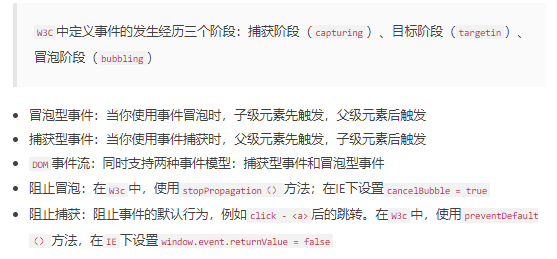 W3C 中定义事件的发生经历三个阶段：捕获阶段（capturing）、目标阶段（targetin）、
冒泡阶段（bubbling）
冒泡型事件：当你使用事件冒泡时，子级元素先触发，父级元素后触发
捕获型事件：当你使用事件捕获时，父级元素先触发，子级元素后触发
DOM 事件流：同时支持两种事件模型：捕获型事件和冒泡型事件
阻止冒泡：在 W3c 中，使用 stopPropagation（）方法；在IE下设置 cancelBubble = true
阻止捕获：阻止事件的默认行为，例如 click - <a> 后的跳转。在 W3c 中，使用 preventDefault
（）方法，在 IE 下设置 window.event.returnValue = false